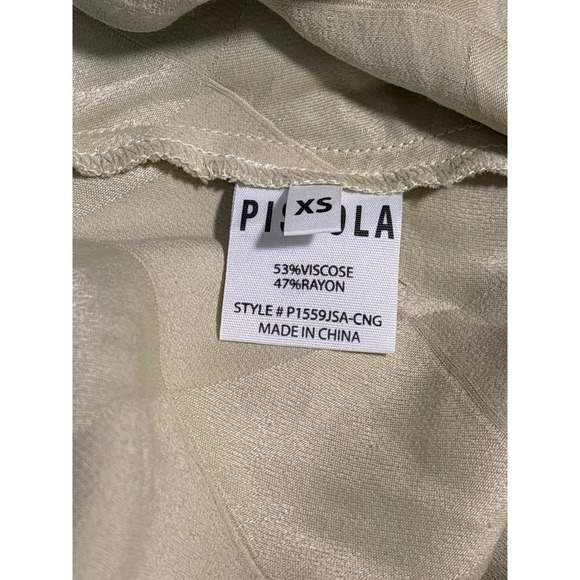 XS
PIS OLA
53%VISCOSE
47%RAYON
STYLE # P1559JSA-CNG
MADE IN CHINA